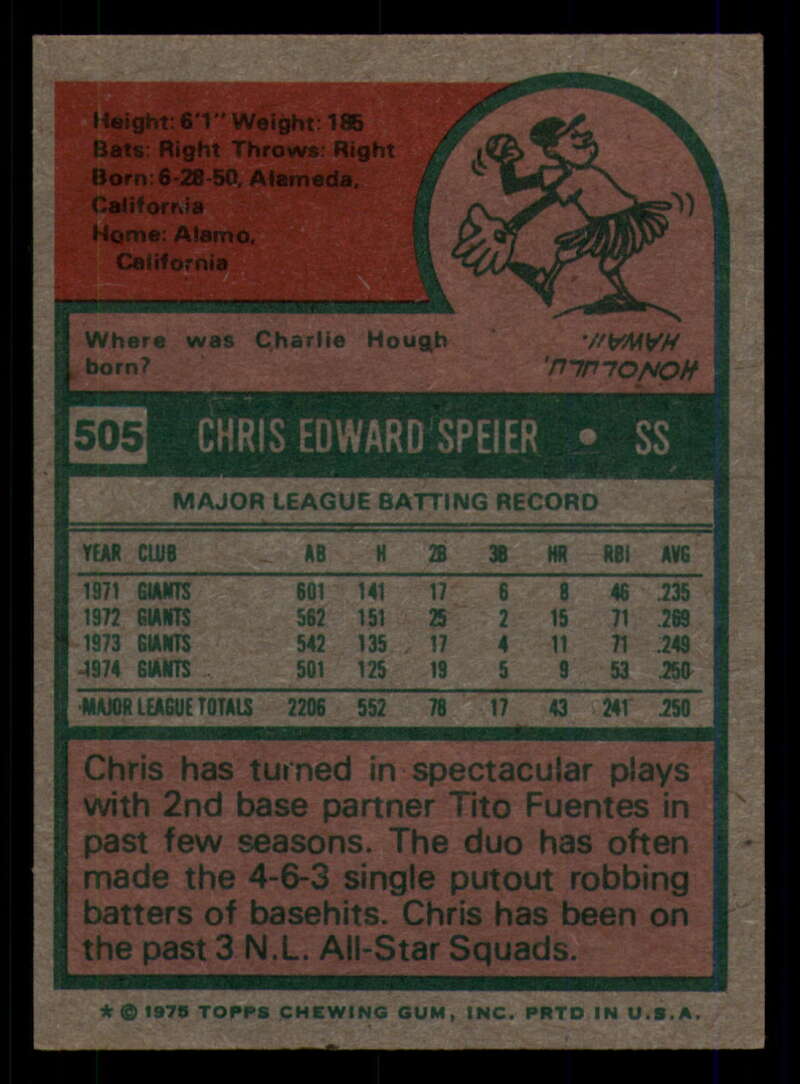 Height: 6'1" Weight: 185
Bats: Right Throws: Right
Born: 6-28-50, Alameda,
California
Home: Alamo,
California
Where was Charlie Hough
born?
HONOLULU,
HAWAII.
505 CHRIS EDWARD SPEIER • SS
MAJOR LEAGUE BATTING RECORD
YEAR CLUB AB H 2B 3B HR RBI AVG
1971 GIANTS 601 141 17 6 8 46 .235
1972 GIANTS 562 151 25 2 15 71 .269
1973 GIANTS 542 135 17 4 11 71 .249
1974 GIANTS 501 125 19 5 9 53 .250
MAJOR LEAGUE TOTALS 2206 552 78 17 43 241 .250
Chris has turned in spectacular plays
with 2nd base partner Tito Fuentes in
past few seasons. The duo has often
made the 4-6-3 single putout robbing
batters of basehits. Chris has been on
the past 3 N.L. All-Star Squads.
* © 1975 TOPPS CHEWING GUM, INC. PRTD IN U.S.A.